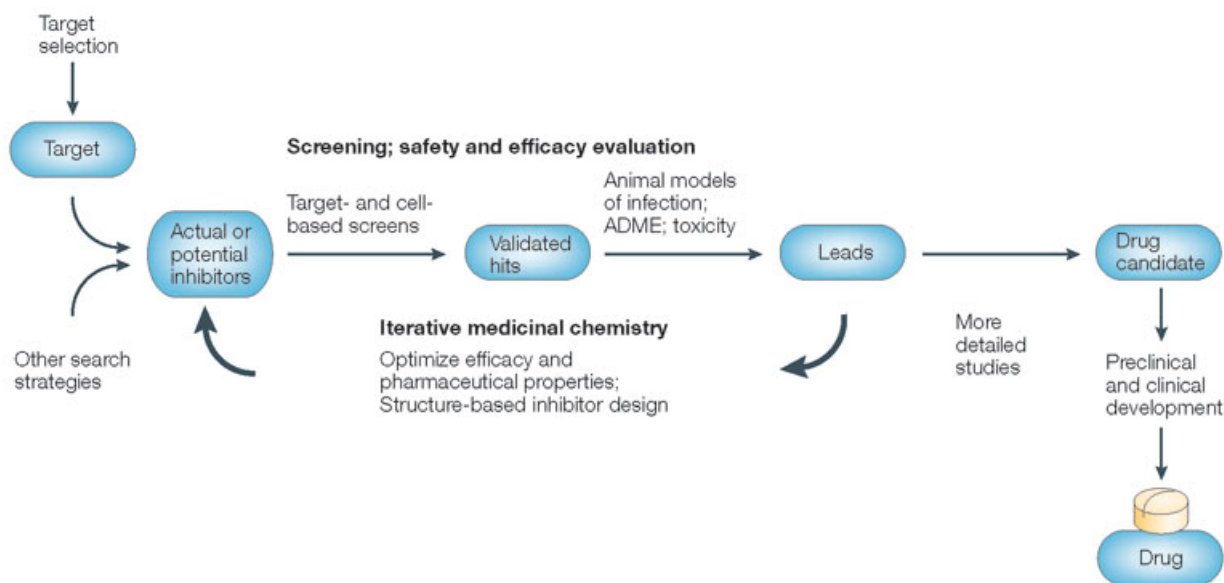 Target
selection
Target
Screening; safety and efficacy evaluation
Target- and cell-
based screens
Animal models
of infection;
ADME; toxicity
Actual or
potential
inhibitors
Validated
hits
Leads
Drug
candidate
Other search
strategies
Iterative medicinal chemistry
Optimize efficacy and
pharmaceutical properties;
Structure-based inhibitor design
More
detailed
studies
Preclinical
and clinical
development
Drug